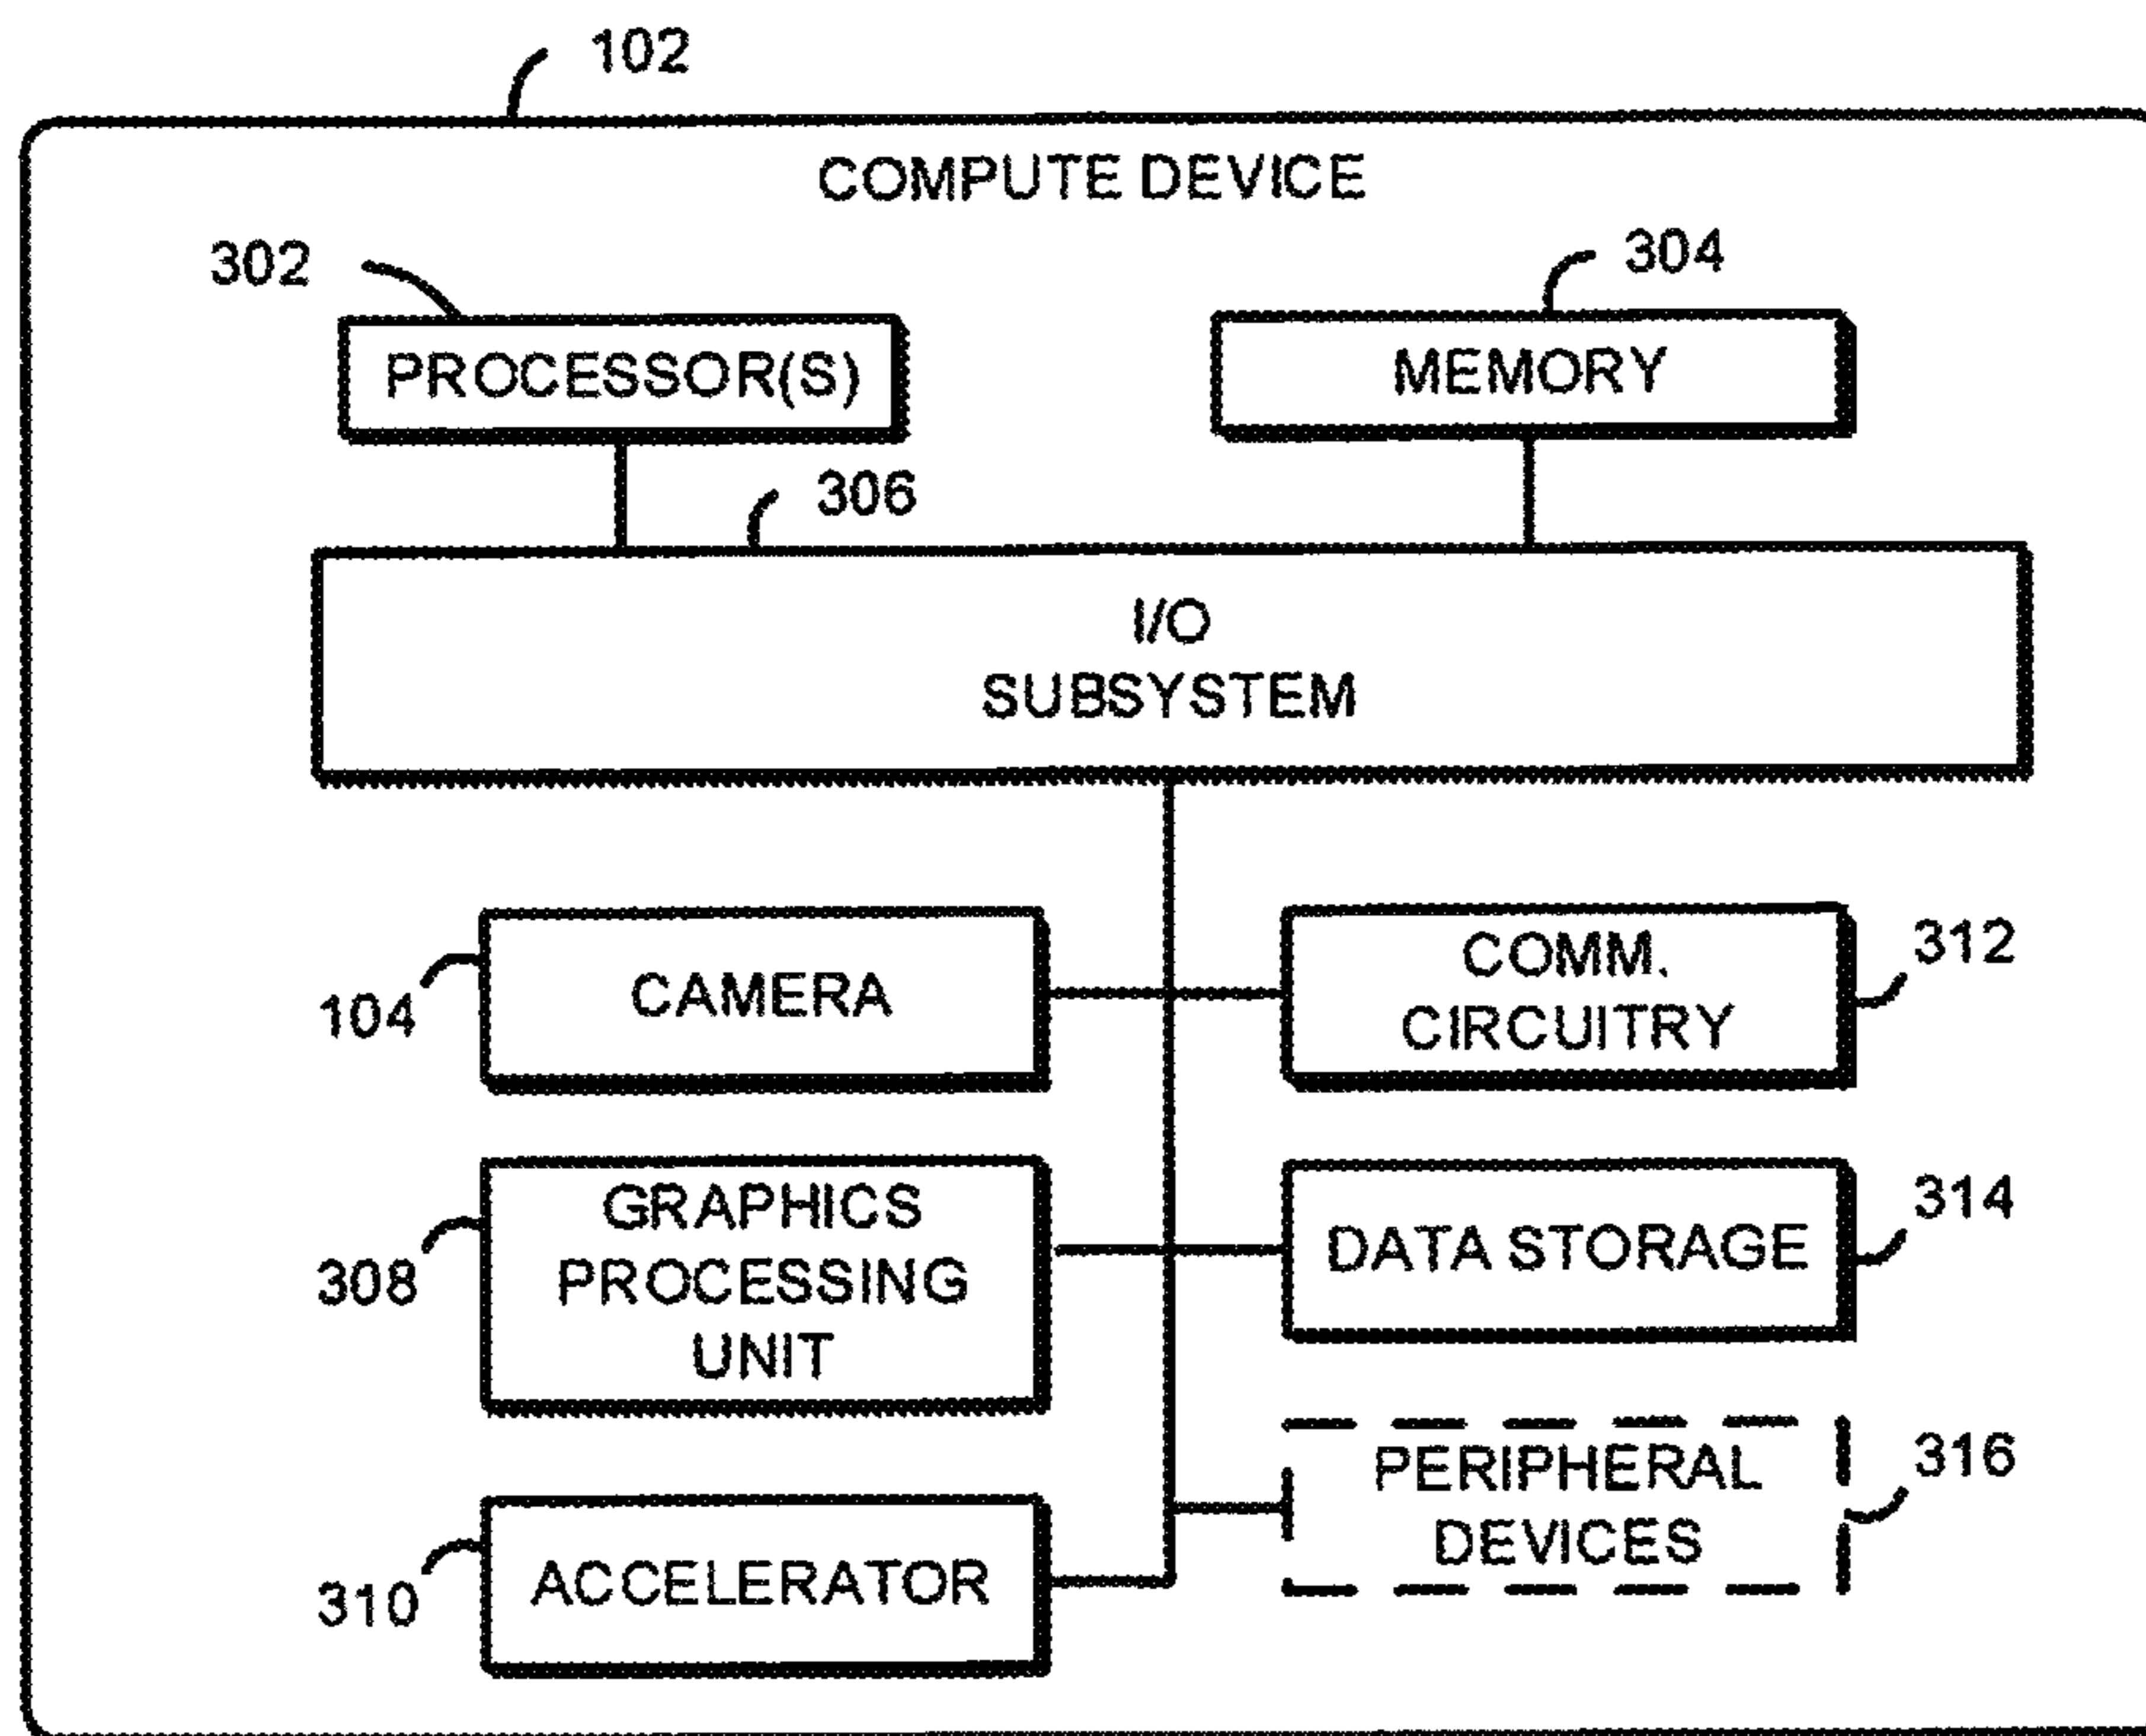 102
COMPUTE DEVICE
302
304
PROCESSOR(S)
MEMORY
306
I/O
SUBSYSTEM
104
CAMERA
COMM.
CIRCUITRY
312
308
GRAPHICS
PROCESSING
UNIT
DATA STORAGE
314
310
ACCELERATOR
PERIPHERAL
DEVICES
316